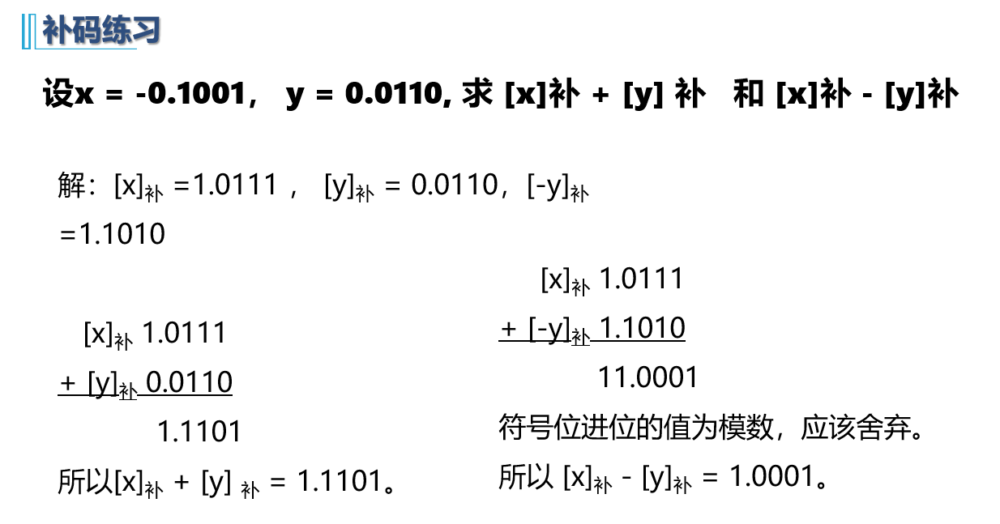 补码练习
设x = -0.1001， y = 0.0110, 求 [x]补 + [y] 补 和 [x]补 - [y]补
解：[x]补 =1.0111 ， [y]补 = 0.0110，[-y]补
=1.1010
[x]补 1.0111
+ [y]补 0.0110
1.1101
所以[x]补 + [y] 补 = 1.1101。
[x]补 1.0111
+ [-y]补 1.1010
11.0001
符号位进位的值为模数，应该舍弃。
所以 [x]补 - [y]补 = 1.0001。